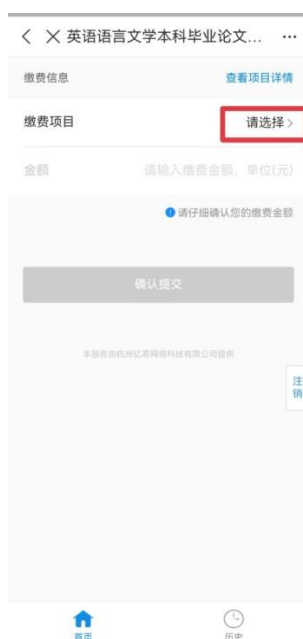 英语语言文学本科毕业论文...
缴费信息 查看项目详情
缴费项目 请选择
金额 请输入缴费金额，单位(元)
请仔细确认您的缴费金额
确认提交
本服务由杭州亿易网络科技有限公司提供
注销
首页 历史